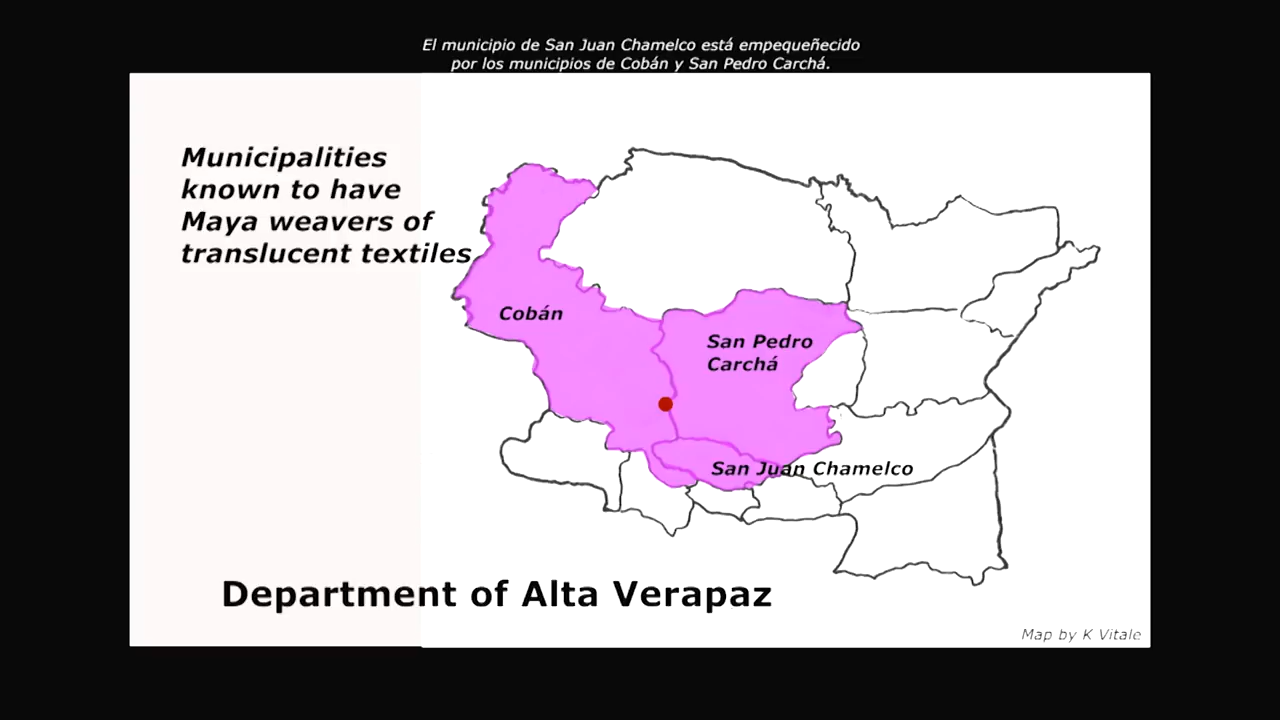 El municipio de San Juan Chamelco está empequeñecido
por los municipios de Cobán y San Pedro Carchá.
Municipalities
known to have
Maya weavers of
translucent textiles
Cobán
San Pedro
Carchá
San Juan Chamelco
Department of Alta Verapaz
Map by K Vitale